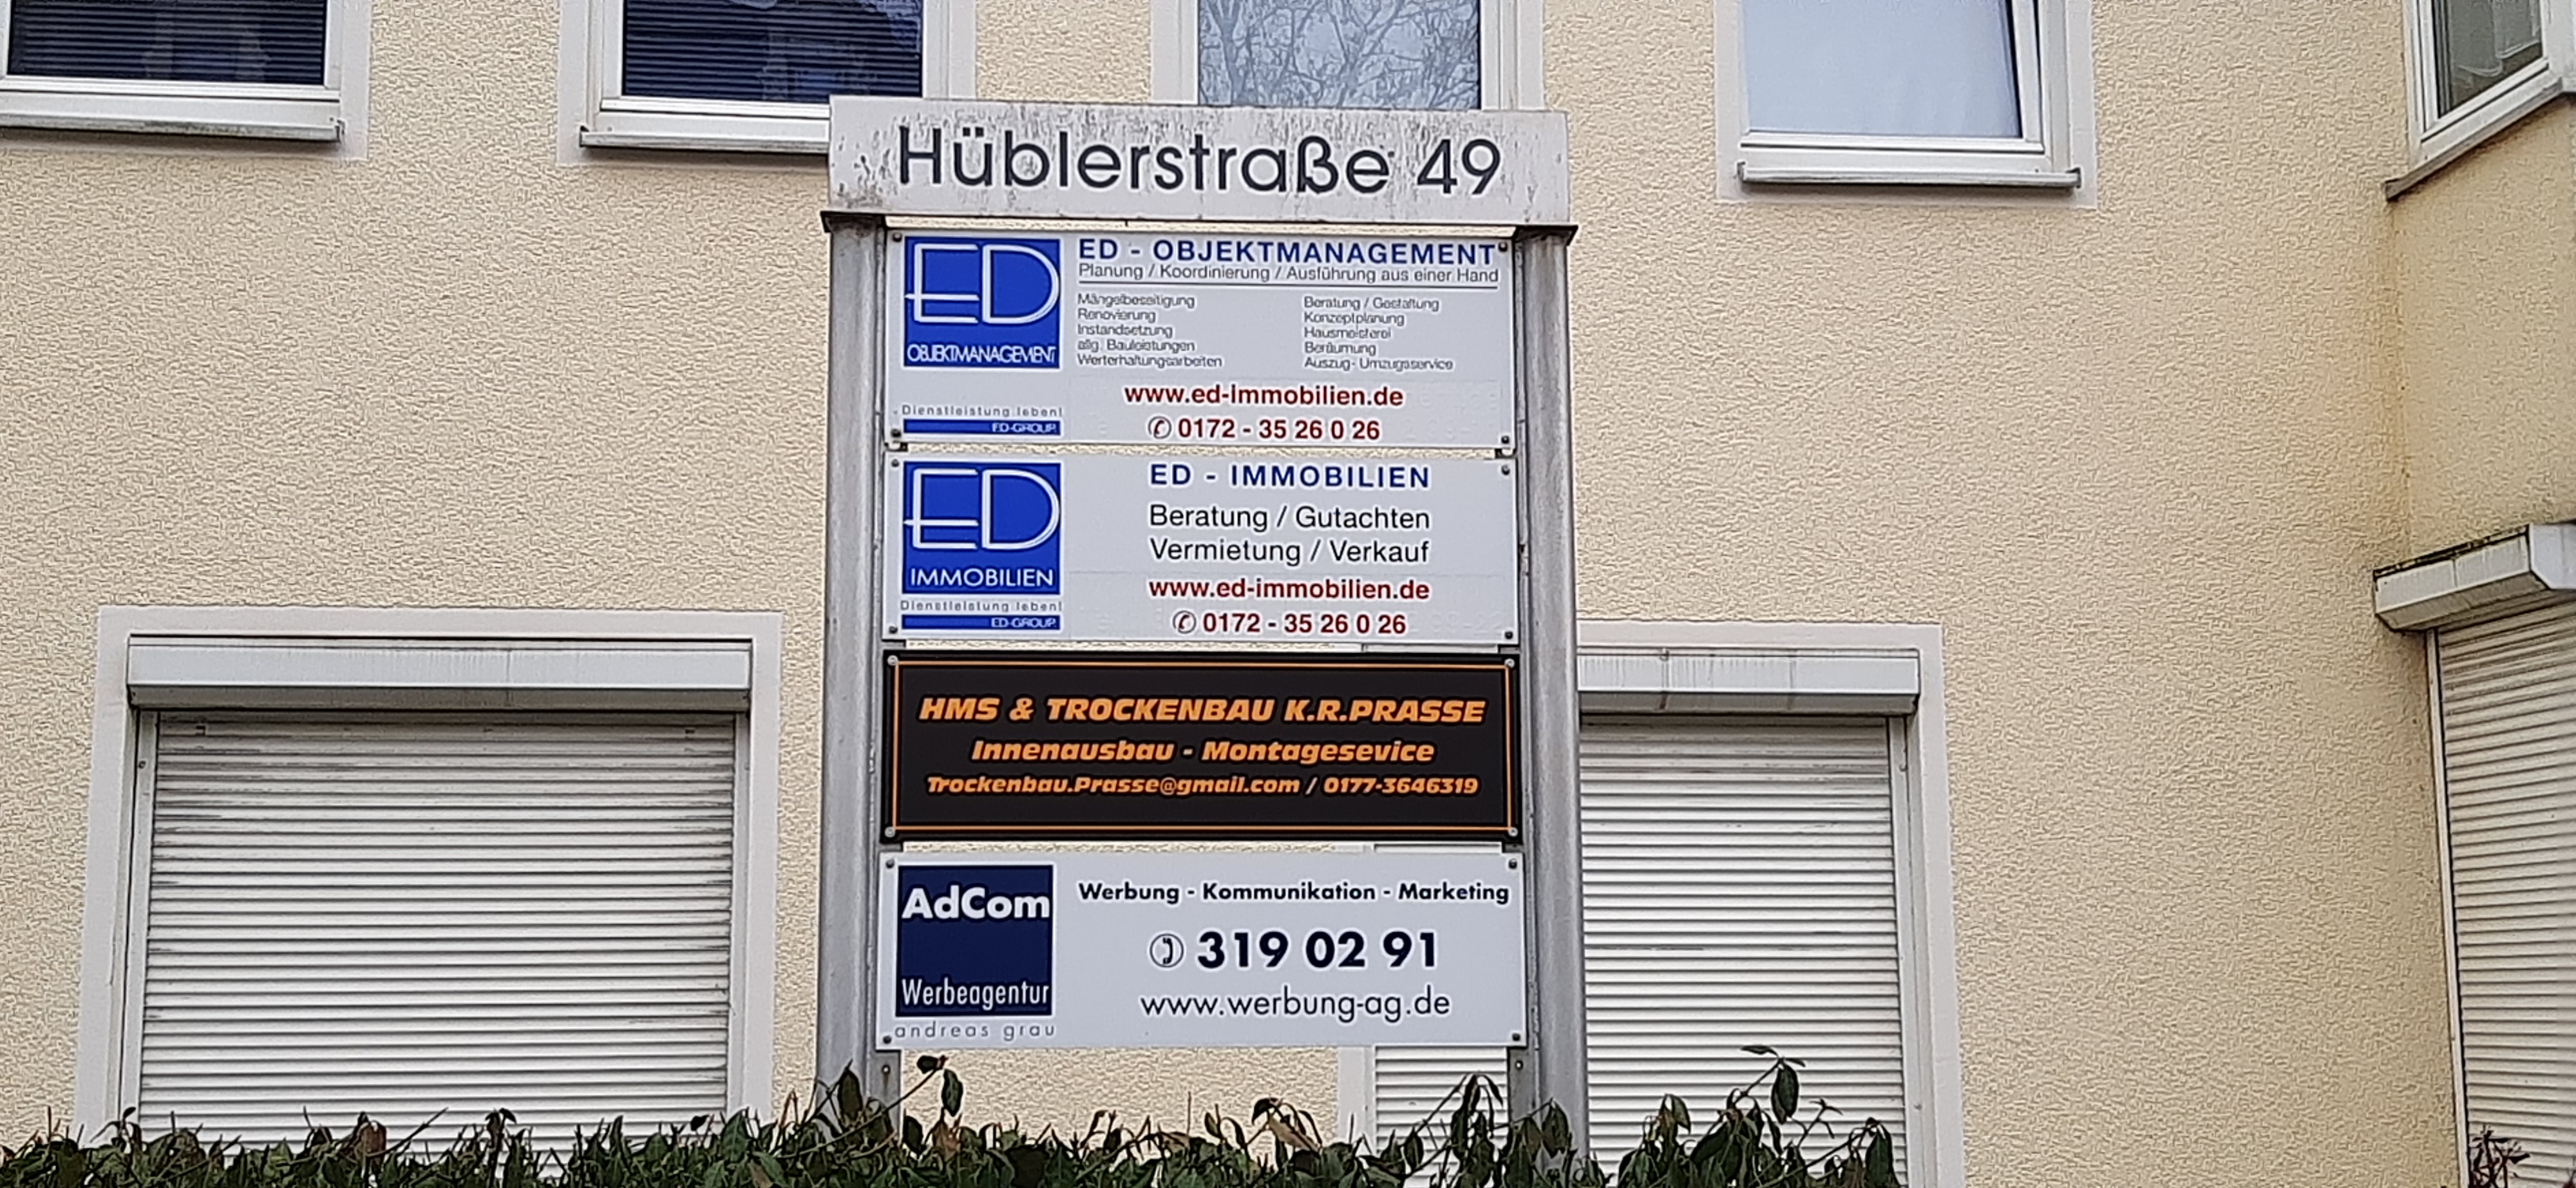 Hüblerstraße 49
ED
OBJEKTMANAGEMENT
Dienstleistung leben!
ED-GROUP
ED - OBJEKTMANAGEMENT
Planung / Koordinierung / Ausführung aus einer Hand
Mängelbeseitigung
Renovierung
Instandsetzung
allg. Bauleistungen
Werterhaltungsarbeiten
Beratung / Gestaltung
Konzeptplanung
Hausmeisterei
Beräumung
Auszug- Umzugsservice
www.ed-immobilien.de
✆ 0172 - 35 26 0 26
ED
IMMOBILIEN
Dienstleistung leben!
ED-GROUP
ED - IMMOBILIEN
Beratung / Gutachten
Vermietung / Verkauf
www.ed-immobilien.de
✆ 0172 - 35 26 0 26
HMS & TROCKENBAU K.R.PRASSE
Innenausbau - Montagesevice
Trockenbau.Prasse@gmail.com / 0177-3646319
AdCom
Werbeagentur
andreas grau
Werbung - Kommunikation - Marketing
✆ 319 02 91
www.werbung-ag.de